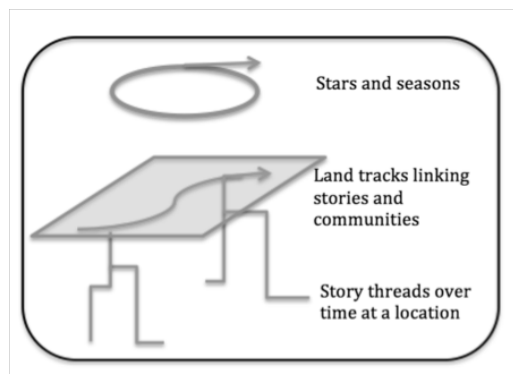 Stars and seasons
Land tracks linking
stories and
communities
Story threads over
time at a location